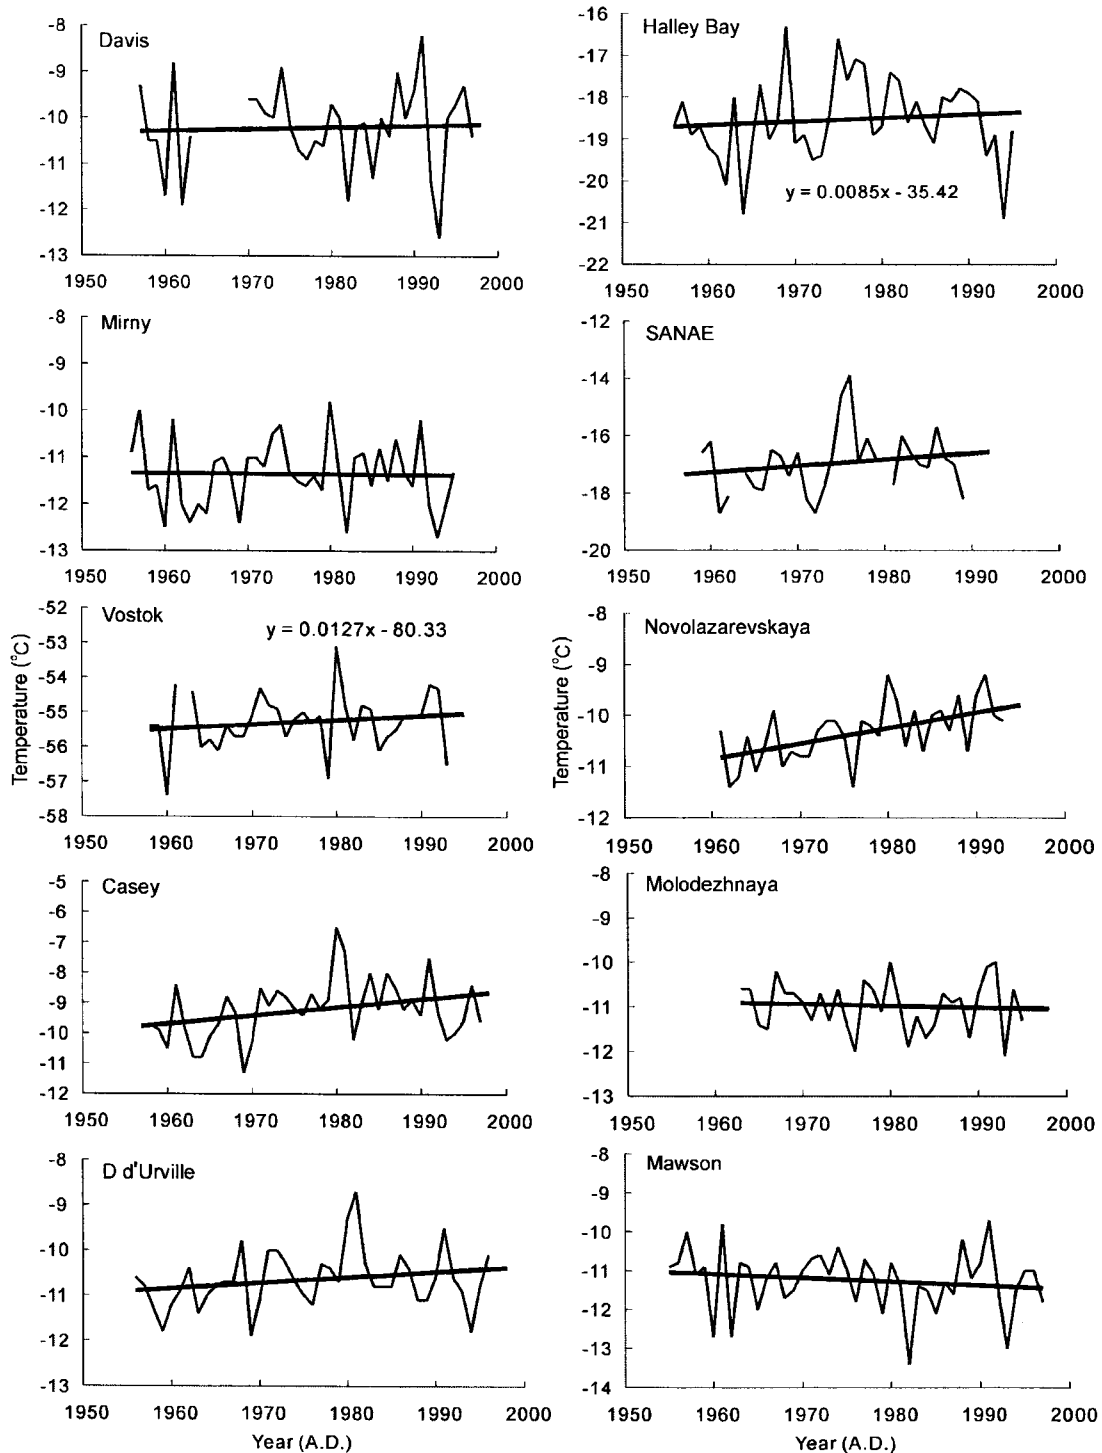 Davis
-8
-9
-10
-11
-12
-13
1950 1960 1970 1980 1990 2000
Halley Bay
-16
-17
-18
-19
-20
-21
-22
y = 0.0085x - 35.42
1950 1960 1970 1980 1990 2000
Mirny
-8
-9
-10
-11
-12
-13
1950 1960 1970 1980 1990 2000
SANAE
-12
-14
-16
-18
-20
1950 1960 1970 1980 1990 2000
Vostok
-52
-53
-54
-55
-56
-57
-58
y = 0.0127x - 80.33
Temperature (°C)
1950 1960 1970 1980 1990 2000
Novolazarevskaya
-8
-9
-10
-11
-12
Temperature (°C)
1950 1960 1970 1980 1990 2000
Casey
-5
-6
-7
-8
-9
-10
-11
-12
1950 1960 1970 1980 1990 2000
Molodezhnaya
-8
-9
-10
-11
-12
-13
1950 1960 1970 1980 1990 2000
D d'Urville
-8
-9
-10
-11
-12
-13
1950 1960 1970 1980 1990 2000
Year (A.D.)
Mawson
-8
-9
-10
-11
-12
-13
-14
1950 1960 1970 1980 1990 2000
Year (A.D.)